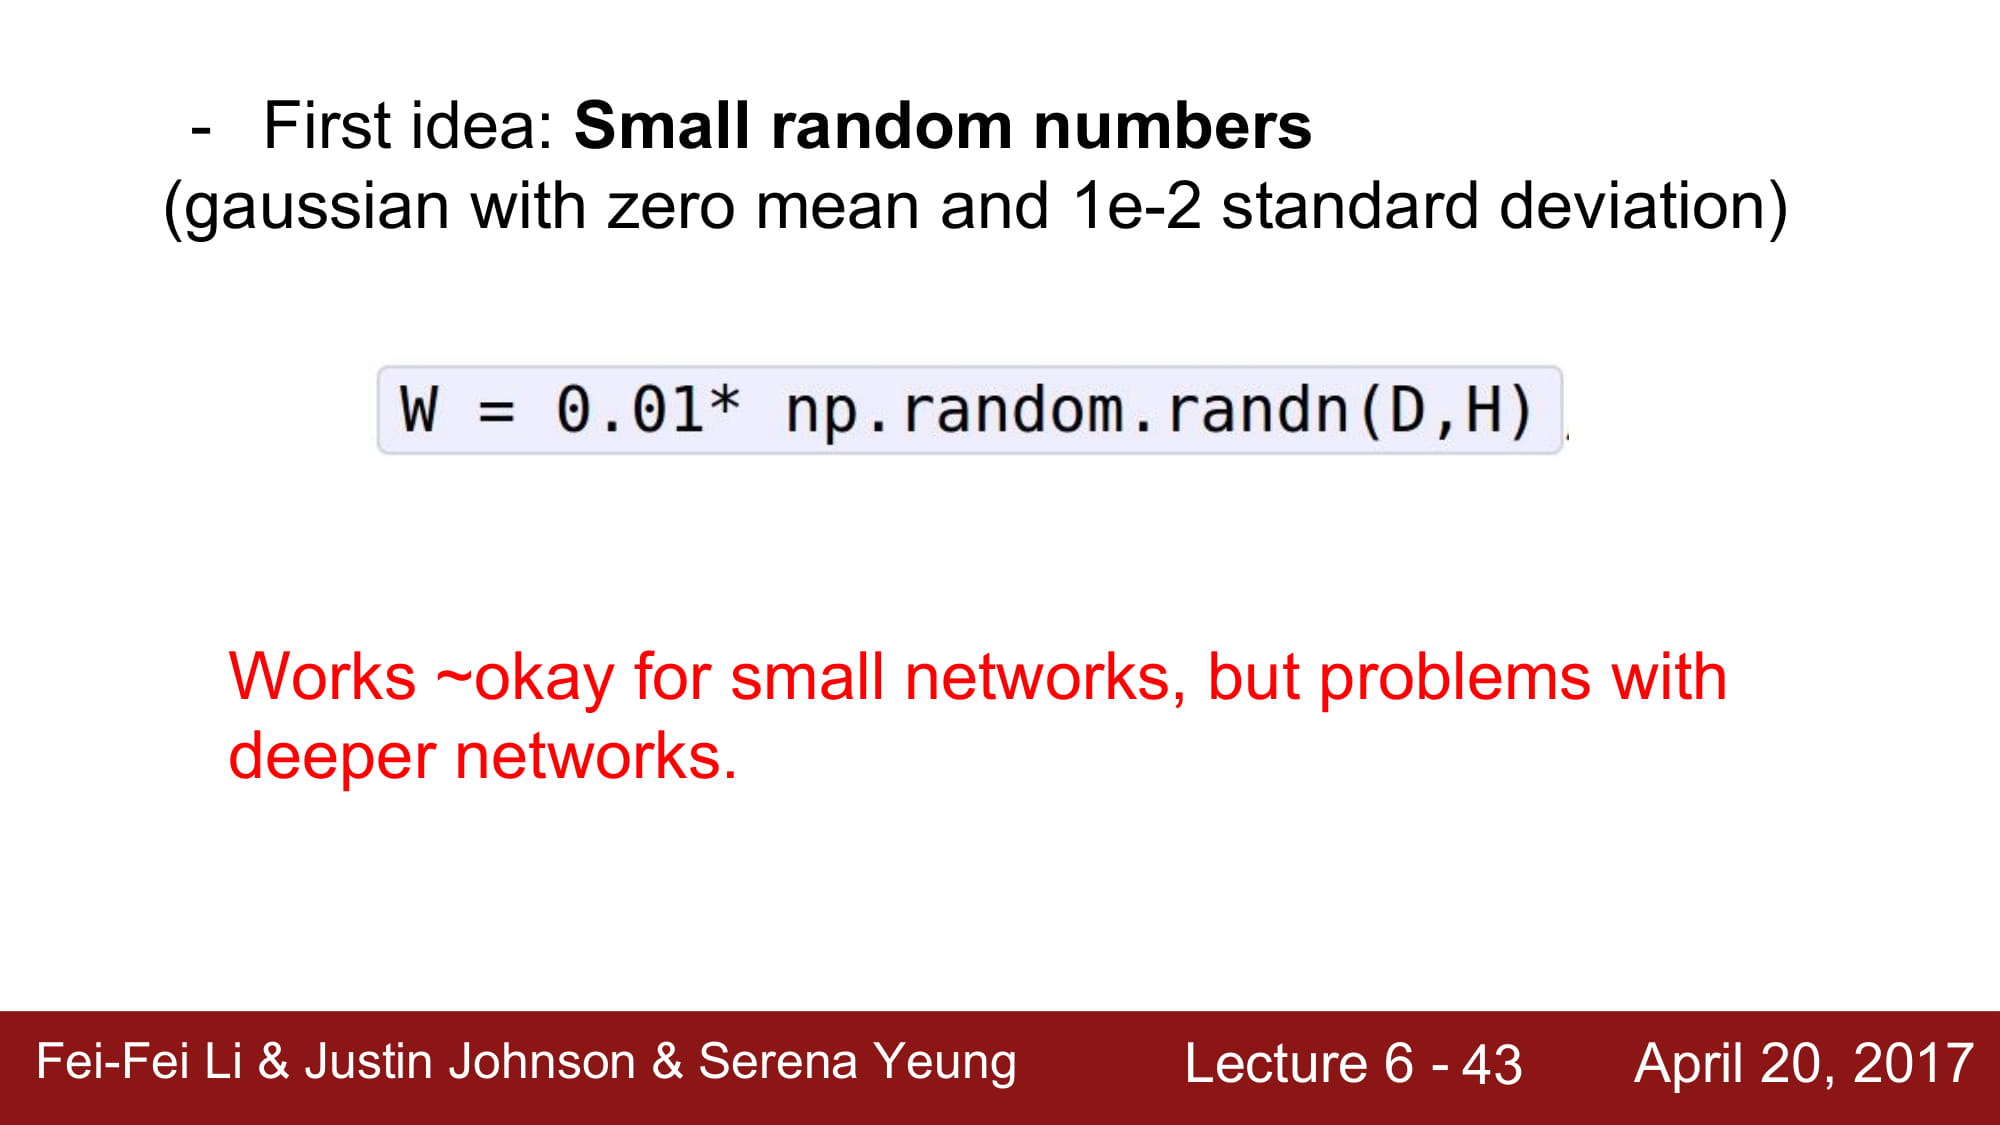 - First idea: Small random numbers
(gaussian with zero mean and 1e-2 standard deviation)
W = 0.01* np.random.randn(D,H)
Works ~okay for small networks, but problems with
deeper networks.
Fei-Fei Li & Justin Johnson & Serena Yeung Lecture 6 - 43 April 20, 2017